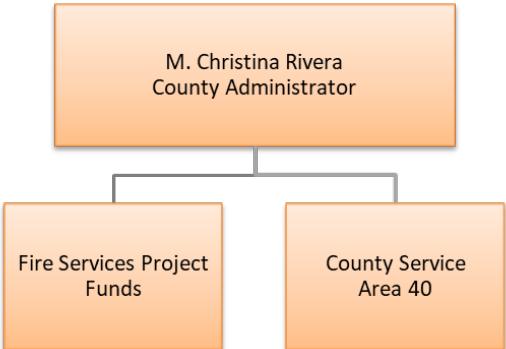 M. Christina Rivera
County Administrator
Fire Services Project
Funds
County Service
Area 40